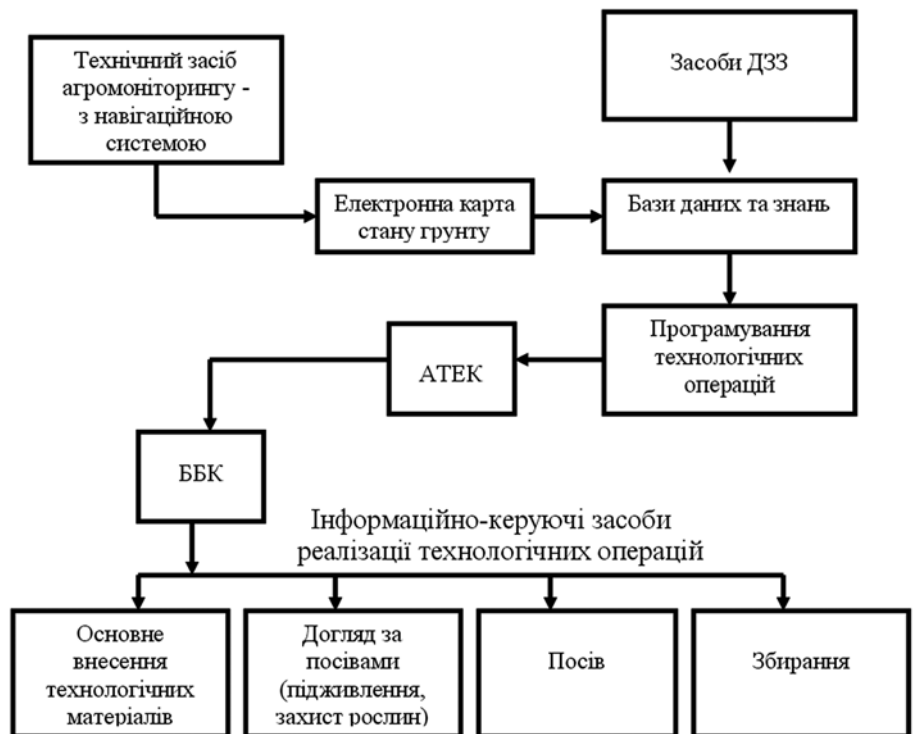 Технічний засіб
агромоніторингу -
з навігаційною
системою
Засоби ДЗЗ
Електронна карта
стану грунту
Бази даних та знань
Програмування
технологічних
операцій
АТЕК
ББК
Інформаційно-керуючі засоби
реалізації технологічних операцій
Основне
внесення
технологічних
матеріалів
Догляд за
посівами
(підживлення,
захист рослин)
Посів
Збирання